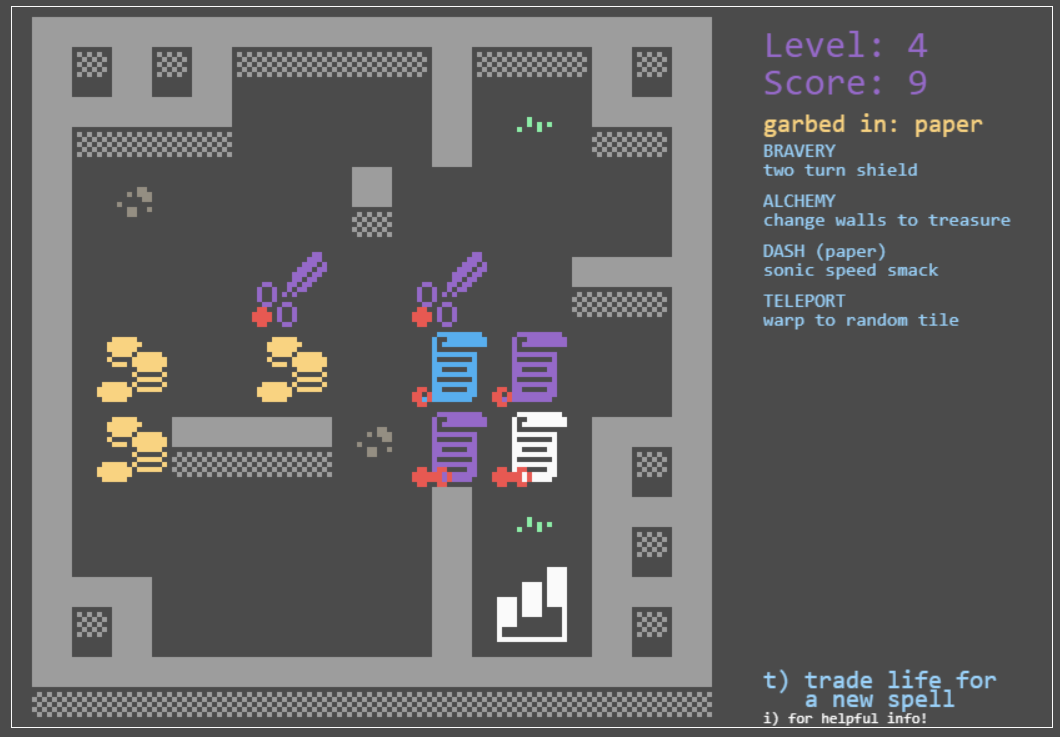 Level: 4
Score: 9
garbed in: paper
BRAVERY
two turn shield
ALCHEMY
change walls to treasure
DASH (paper)
sonic speed smack
TELEPORT
warp to random tile
t) trade life for
a new spell
i) for helpful info!